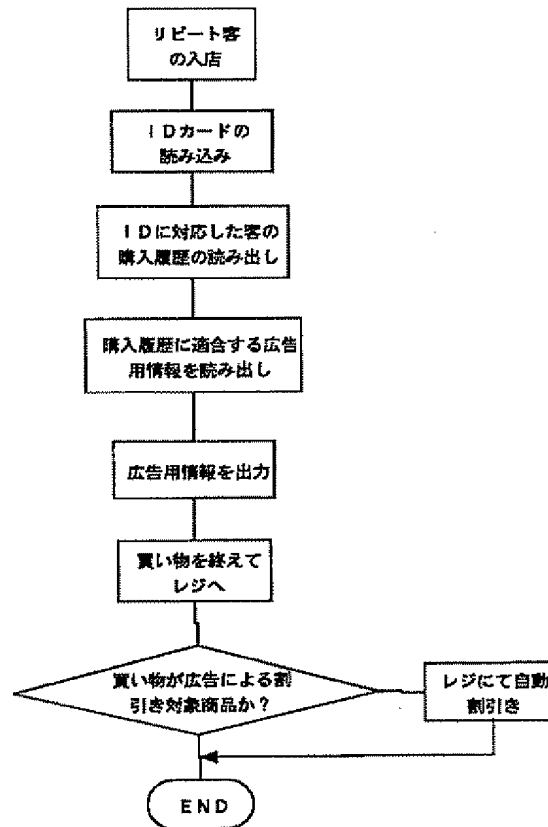 リピート客
の入店
IDカードの
読み込み
IDに対応した客の
購入履歴の読み出し
購入履歴に適合する広告
用情報を読み出し
広告用情報を出力
買い物を終えて
レジへ
買い物が広告による割
引き対象商品か？
レジにて自動
割引き
END